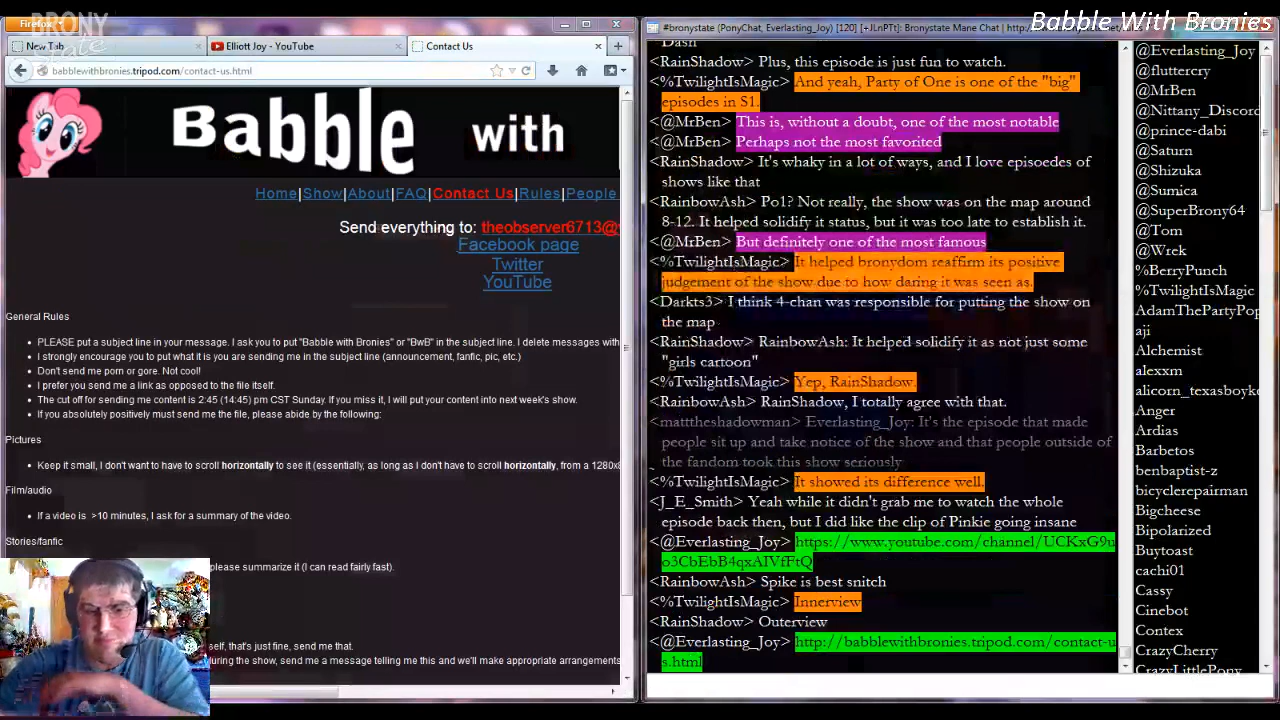 Firefox
BRONY
State
Babble With Bronies
New Tab
Elliott Joy - YouTube
Contact Us
babblewithbronies.tripod.com/contact-us.html
Babble with
Home|Show|About|FAQ|Contact Us|Rules|People
Send everything to: theobserver6713@
Facebook page
Twitter
YouTube
General Rules
PLEASE put a subject line in your message. I ask you to put "Babble with Bronies" or "BwB" in the subject line. I delete messages with
I strongly encourage you to put what it is you are sending me in the subject line (announcement, fanfic, pic, etc.)
Don't send me porn or gore. Not cool!
I prefer you send me a link as opposed to the file itself.
The cut off for sending me content is 2:45 (14:45) pm CST Sunday. If you miss it, I will put your content into next week's show.
If you absolutely positively must send me the file, please abide by the following:
Pictures
Keep it small, I don't want to have to scroll horizontally to see it (essentially, as long as I don't have to scroll horizontally, from a 1280x
Film/audio
If a video is >10 minutes, I ask for a summary of the video.
Stories/fanfic
please summarize it (I can read fairly fast).
self, that's just fine, send me that.
during the show, send me a message telling me this and we'll make appropriate arrangements
#bronystate (PonyChat, Everlasting_Joy) [120] [+JLnPTt]: Bronystate Mane Chat | http:/
Dash
<RainShadow> Plus, this episode is just fun to watch.
<%TwilightIsMagic> And yeah, Party of One is one of the "big"
episodes in S1.
<@MrBen> This is, without a doubt, one of the most notable
<@MrBen> Perhaps not the most favorited
<RainShadow> It's whaky in a lot of ways, and I love episoedes of
shows like that
<RainbowAsh> Po1? Not really, the show was on the map around
8-12. It helped solidify it status, but it was too late to establish it.
<@MrBen> But definitely one of the most famous
<%TwilightIsMagic> It helped bronydom reaffirm its positive
judgement of the show due to how daring it was seen as.
<Darkts3> I think 4-chan was responsible for putting the show on
the map
<RainShadow> RainbowAsh: It helped solidify it as not just some
"girls cartoon"
<%TwilightIsMagic> Yep, RainShadow.
<RainbowAsh> RainShadow, I totally agree with that.
<matttheshadowman> Everlasting_Joy: It's the episode that made
people sit up and take notice of the show and that people outside of
the fandom took this show seriously
<%TwilightIsMagic> It showed its difference well.
<J_E_Smith> Yeah while it didn't grab me to watch the whole
episode back then, but I did like the clip of Pinkie going insane
<@Everlasting_Joy> https://www.youtube.com/channel/UCKxG9u
o3CbEbB4qxAIVfFtQ
<RainbowAsh> Spike is best snitch
<%TwilightIsMagic> Innerview
<RainShadow> Outerview
<@Everlasting_Joy> http://babblewithbronies.tripod.com/contact-u
s.html
@Everlasting_Joy
@fluttercry
@MrBen
@Nittany_Discord
@prince-dabi
@Saturn
@Shizuka
@Sumica
@SuperBrony64
@Tom
@Wrek
%BerryPunch
%TwilightIsMagic
AdamThePartyPop
aji
Alchemist
alexxm
alicorn_texasboyke
Anger
Ardias
Barbetos
benbaptist-z
bicyclerepairman
Bigcheese
Bipolarized
Buytoast
cachi01
Cassy
Cinebot
Contex
CrazyCherry
CrazyLittlePony